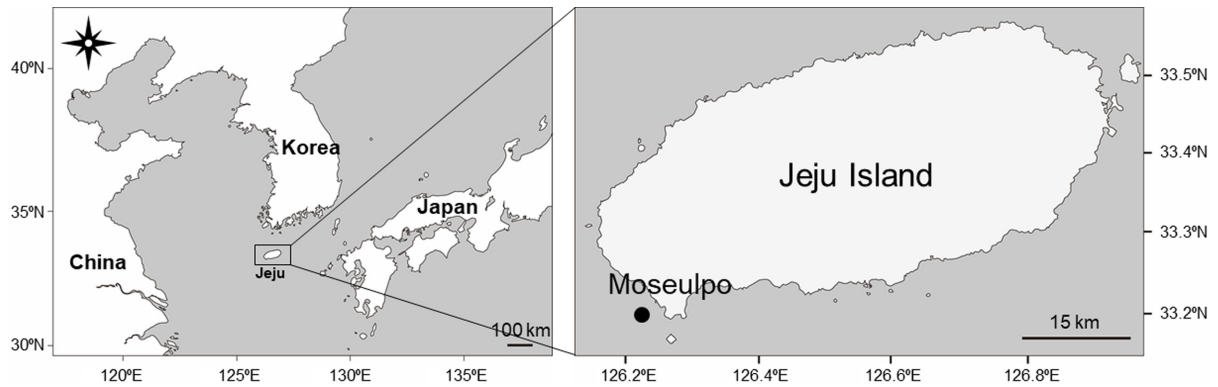 40ºN
35ºN
30ºN
120ºE
125ºE
130ºE
135ºE
Korea
Japan
China
Jeju
100 km
Jeju Island
Moseulpo
15 km
33.5ºN
33.4ºN
33.3ºN
33.2ºN
126.2ºE
126.4ºE
126.6ºE
126.8ºE